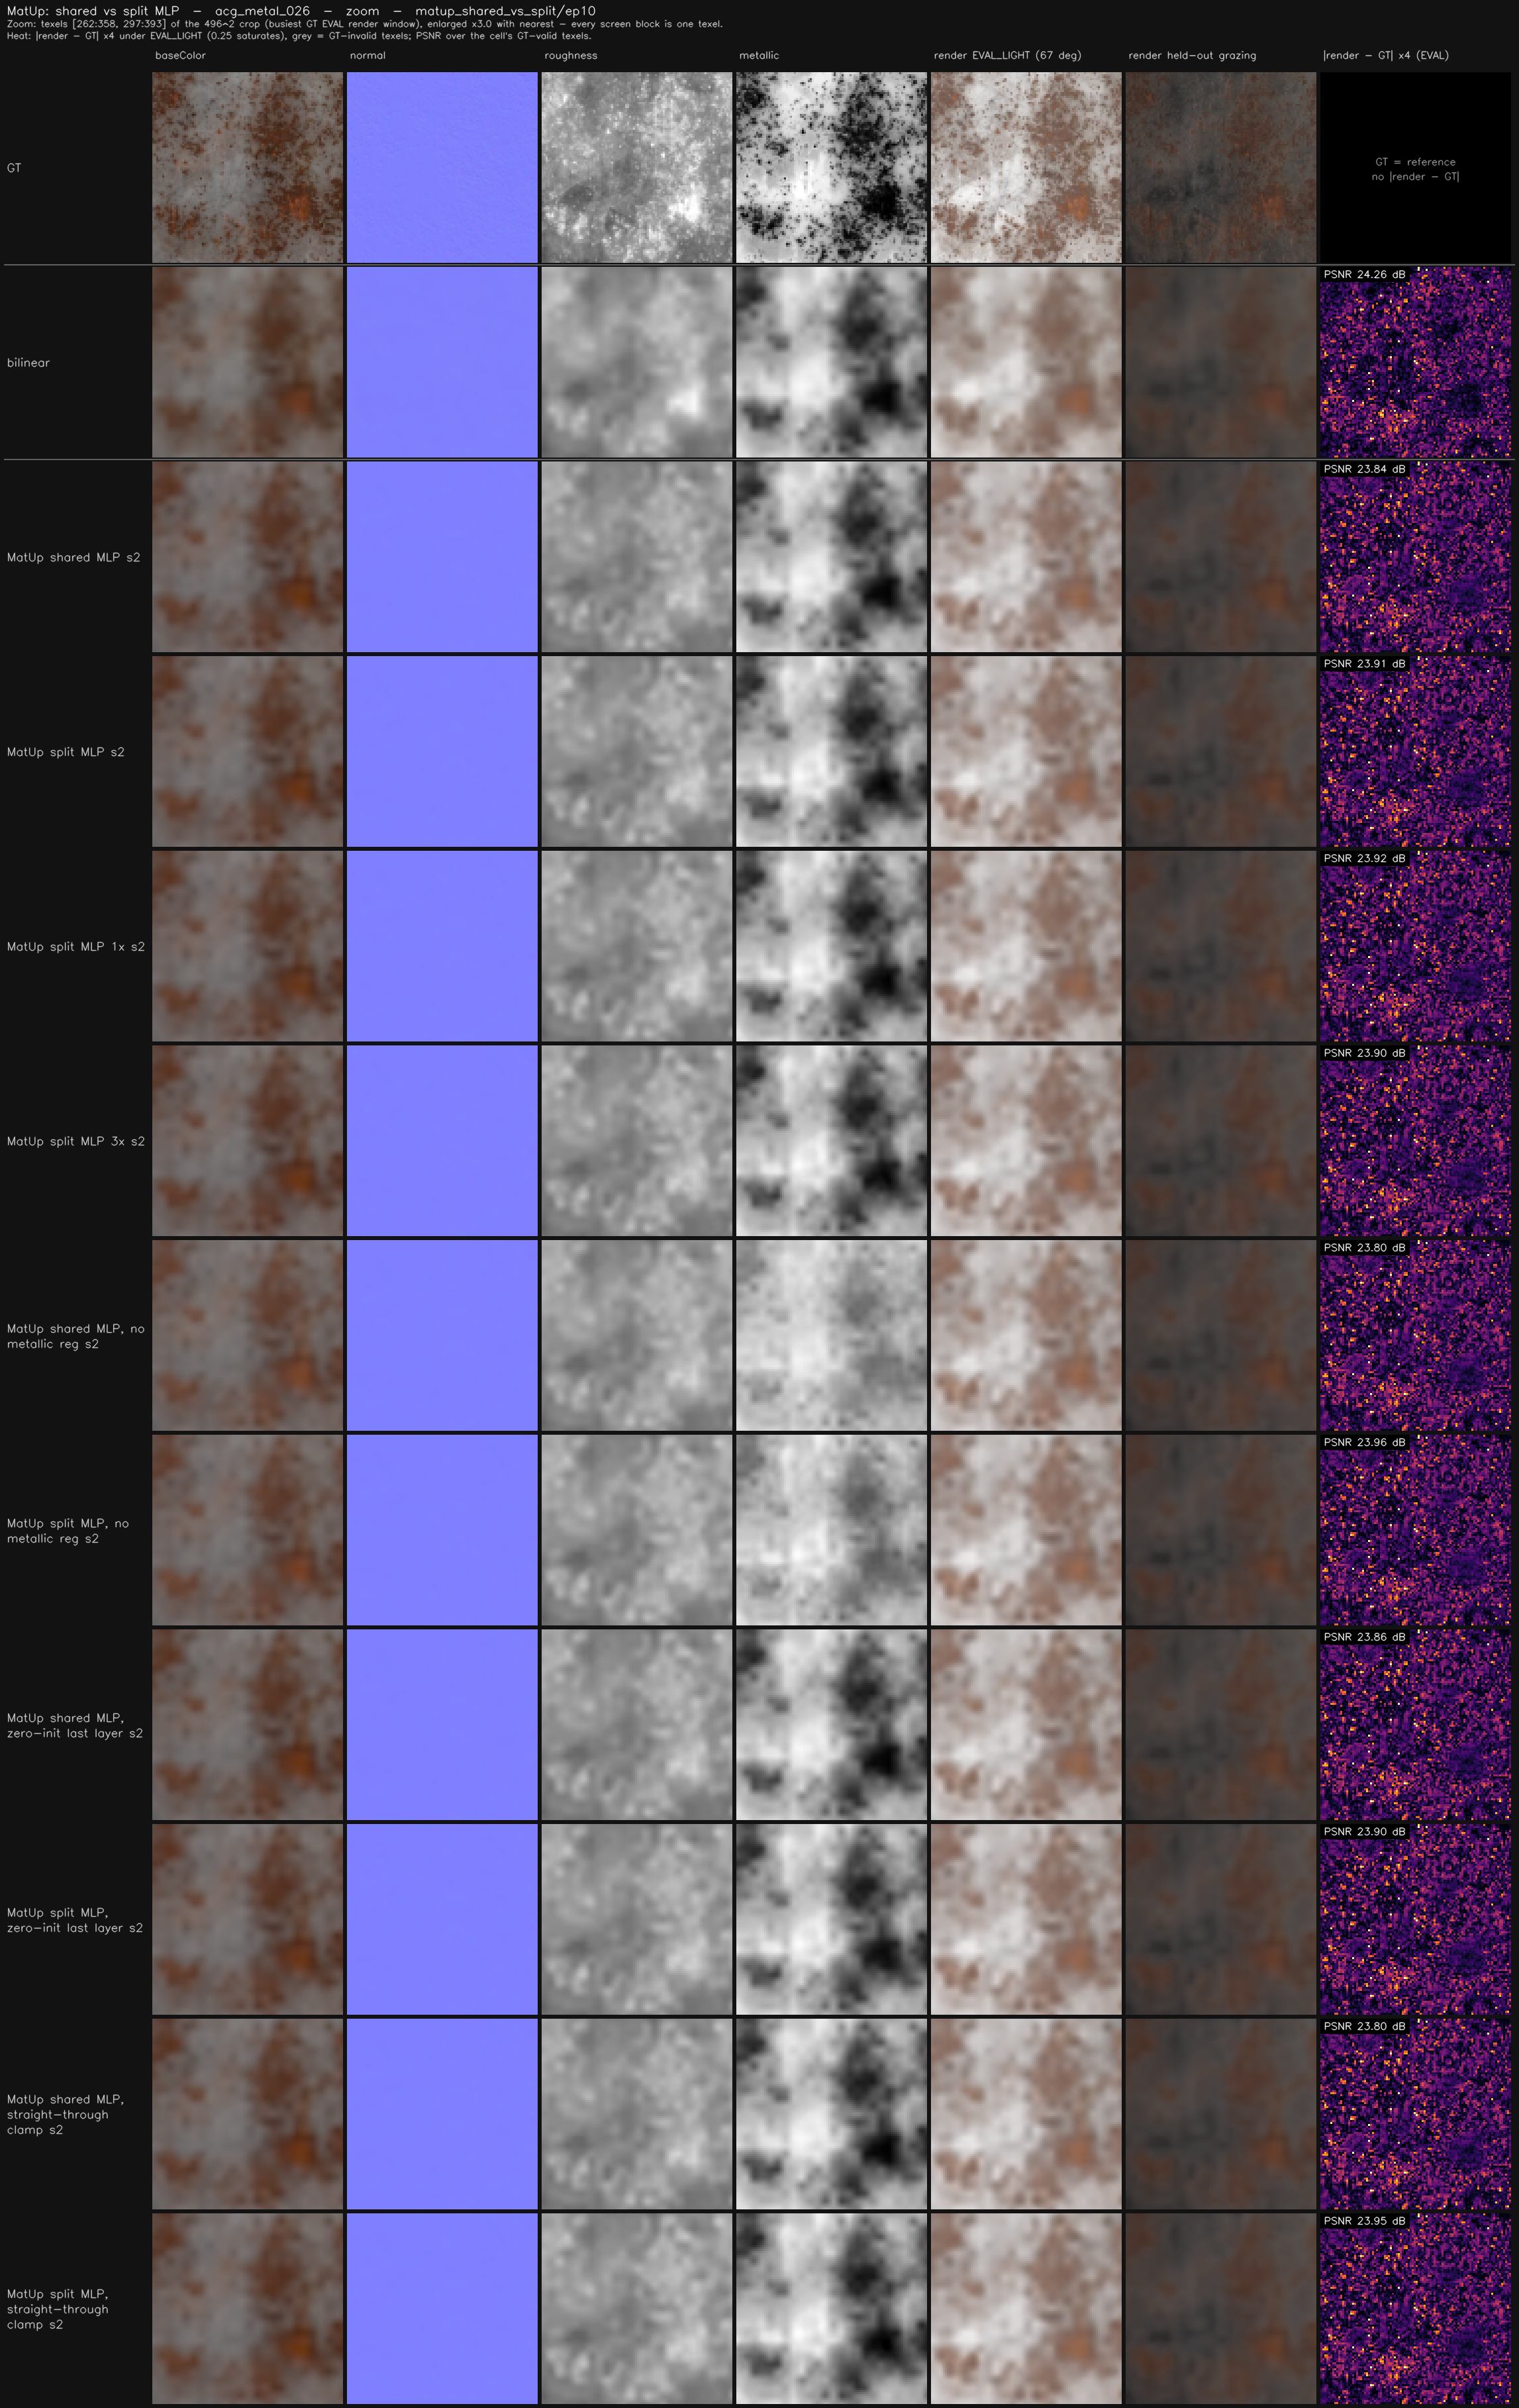 MatUp: shared vs split MLP – acg_metal_026 – zoom – matup_shared_vs_split/ep10
Zoom: texels [262:358, 297:393] of the 496^2 crop (busiest GT EVAL render window), enlarged x3.0 with nearest – every screen block is one texel.
Heat: |render – GT| x4 under EVAL_LIGHT (0.25 saturates), grey = GT-invalid texels; PSNR over the cell's GT-valid texels.
baseColor normal roughness metallic render EVAL_LIGHT (67 deg) render held-out grazing |render – GT| x4 (EVAL)
GT
GT = reference
no |render – GT|
bilinear
PSNR 24.26 dB
MatUp shared MLP s2
PSNR 23.84 dB
MatUp split MLP s2
PSNR 23.91 dB
MatUp split MLP 1x s2
PSNR 23.92 dB
MatUp split MLP 3x s2
PSNR 23.90 dB
MatUp shared MLP, no
metallic reg s2
PSNR 23.80 dB
MatUp split MLP, no
metallic reg s2
PSNR 23.96 dB
MatUp shared MLP,
zero-init last layer s2
PSNR 23.86 dB
MatUp split MLP,
zero-init last layer s2
PSNR 23.90 dB
MatUp shared MLP,
straight-through
clamp s2
PSNR 23.80 dB
MatUp split MLP,
straight-through
clamp s2
PSNR 23.95 dB